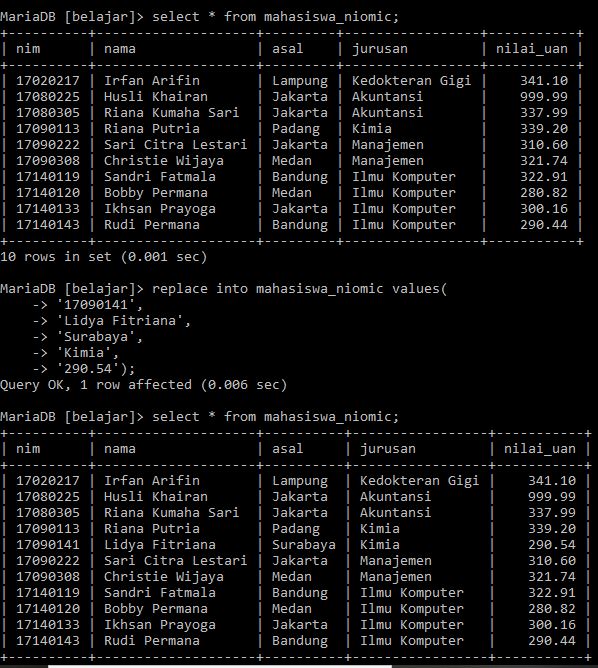 MariaDB [belajar]> select * from mahasiswa_niomic;
+----------+--------------------+----------+-----------------+-----------+
| nim      | nama               | asal     | jurusan         | nilai_uan |
+----------+--------------------+----------+-----------------+-----------+
| 17020217 | Irfan Arifin       | Lampung | Kedokteran Gigi |    341.10 |
| 17080225 | Husli Khairan      | Jakarta | Akuntansi       |    999.99 |
| 17080305 | Riana Kumaha Sari  | Jakarta | Akuntansi       |    337.99 |
| 17090113 | Riana Putria       | Padang  | Kimia           |    339.20 |
| 17090222 | Sari Citra Lestari | Jakarta | Manajemen       |    310.60 |
| 17090308 | Christie Wijaya    | Medan   | Manajemen       |    321.74 |
| 17140119 | Sandri Fatmala     | Bandung | Ilmu Komputer   |    322.91 |
| 17140120 | Bobby Permana      | Medan   | Ilmu Komputer   |    280.82 |
| 17140133 | Ikhsan Prayoga     | Jakarta | Ilmu Komputer   |    300.16 |
| 17140143 | Rudi Permana       | Bandung | Ilmu Komputer   |    290.44 |
+----------+--------------------+---------+-----------------+-----------+
10 rows in set (0.001 sec)
MariaDB [belajar]> replace into mahasiswa_niomic values(
    -> '17090141',
    -> 'Lidya Fitriana',
    -> 'Surabaya',
    -> 'Kimia',
    -> '290.54');
Query OK, 1 row affected (0.006 sec)
MariaDB [belajar]> select * from mahasiswa_niomic;
+----------+--------------------+----------+-----------------+-----------+
| nim      | nama               | asal     | jurusan         | nilai_uan |
+----------+--------------------+----------+-----------------+-----------+
| 17020217 | Irfan Arifin       | Lampung  | Kedokteran Gigi |    341.10 |
| 17080225 | Husli Khairan      | Jakarta  | Akuntansi       |    999.99 |
| 17080305 | Riana Kumaha Sari  | Jakarta  | Akuntansi       |    337.99 |
| 17090113 | Riana Putria       | Padang   | Kimia           |    339.20 |
| 17090141 | Lidya Fitriana     | Surabaya | Kimia           |    290.54 |
| 17090222 | Sari Citra Lestari | Jakarta  | Manajemen       |    310.60 |
| 17090308 | Christie Wijaya    | Medan    | Manajemen       |    321.74 |
| 17140119 | Sandri Fatmala     | Bandung  | Ilmu Komputer   |    322.91 |
| 17140120 | Bobby Permana      | Medan    | Ilmu Komputer   |    280.82 |
| 17140133 | Ikhsan Prayoga     | Jakarta  | Ilmu Komputer   |    300.16 |
| 17140143 | Rudi Permana       | Bandung  | Ilmu Komputer   |    290.44 |
+----------+--------------------+----------+-----------------+-----------+